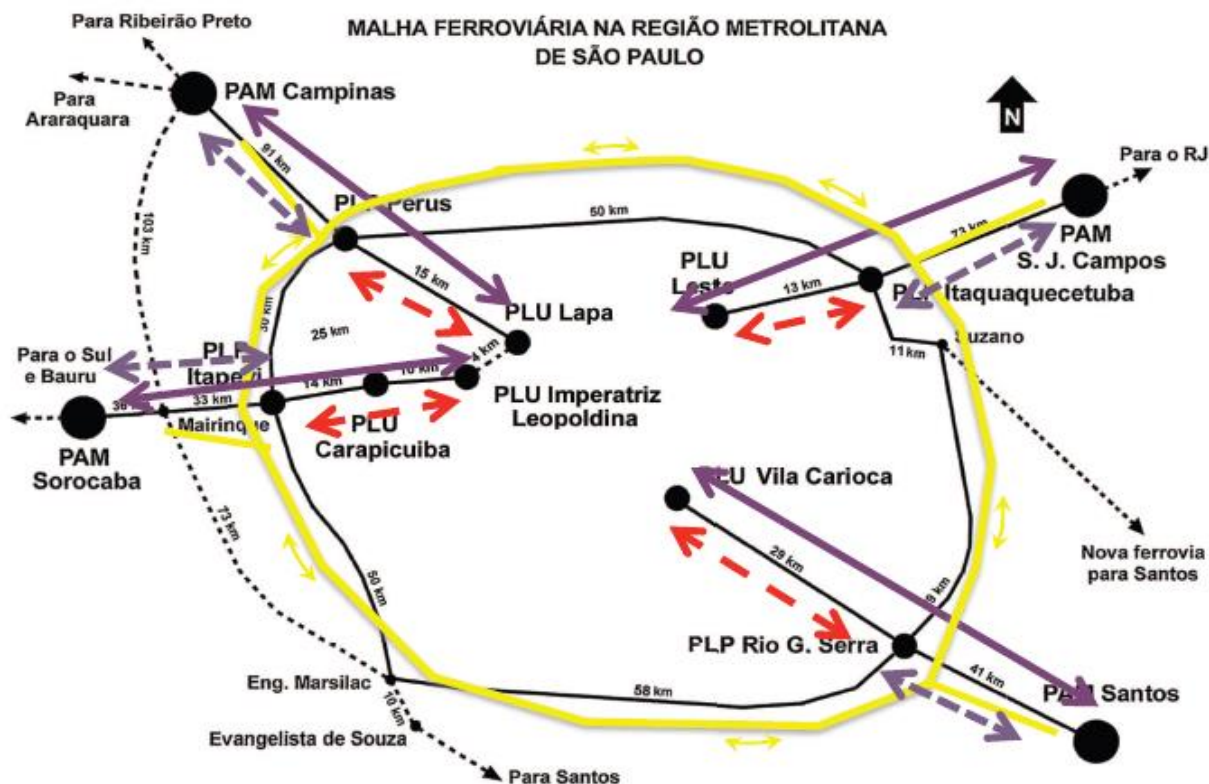 MALHA FERROVIÁRIA NA REGIÃO METROLITANA
DE SÃO PAULO
Para Ribeirão Preto
PAM Campinas
Para
Araraquara
N
Para o RJ
91 km
103 km
Perus
50 km
73 km
PAM
S. J. Campos
PLU
13 km
Itaquaquecetuba
15 km
PLU Lapa
30 km
25 km
Suzano
11 km
4 km
Para o Sul
e Bauru
14 km
10 km
33 km
PLU Imperatriz
Leopoldina
Mairinque
PLU
Carapicuiba
PAM
Sorocaba
Vila Carioca
73 km
29 km
Nova ferrovia
para Santos
50 km
PLP Rio G. Serra
41 km
Eng. Marsilac
58 km
PAM Santos
10 km
Evangelista de Souza
Para Santos